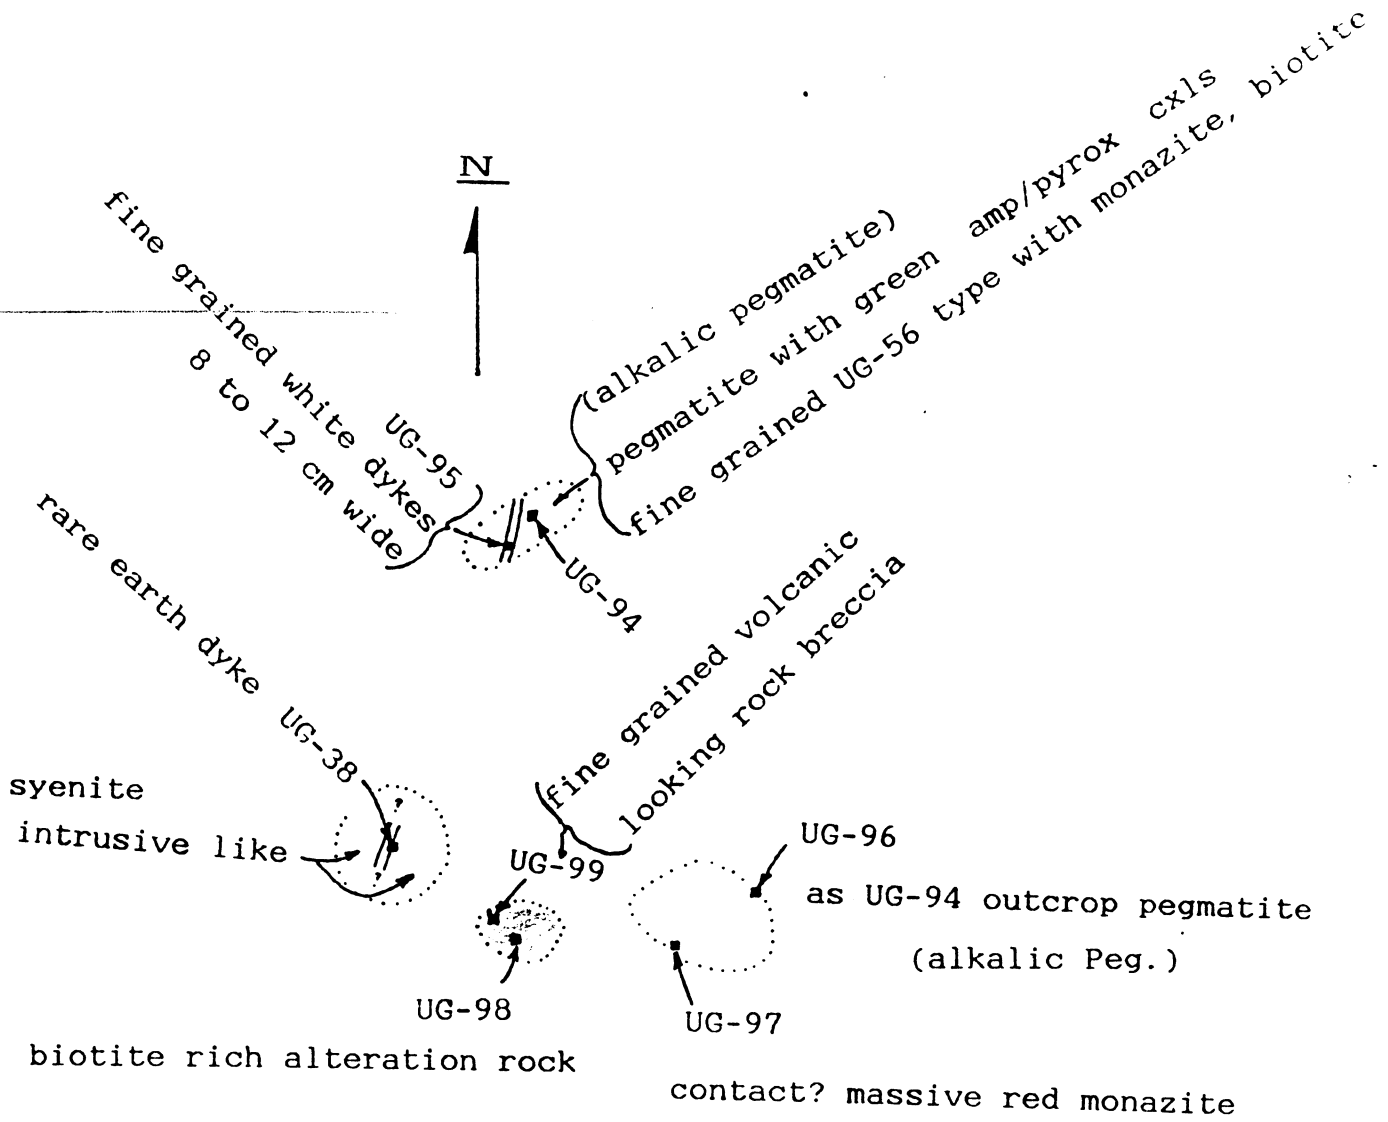 N
fine grained white dykes
8 to 12 cm wide
UG-95
(alkalic pegmatite)
pegmatite with green amp/pyrox cxls
fine grained UG-56 type with monazite, biotite
UG-94
rare earth dyke UG-38
?
?
syenite
intrusive like
fine grained volcanic
looking rock breccia
UG-99
UG-96
as UG-94 outcrop pegmatite
(alkalic Peg.)
UG-98
UG-97
biotite rich alteration rock
contact? massive red monazite